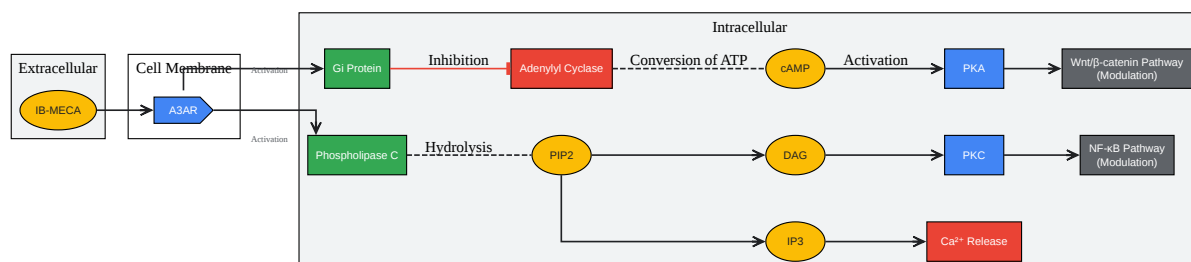 Intracellular
Extracellular
Cell Membrane
IB-MECA
A3AR
Activation
Activation
Gi Protein
Inhibition
Adenylyl Cyclase
Conversion of ATP
cAMP
Activation
PKA
Wnt/β-catenin Pathway
(Modulation)
Phospholipase C
Hydrolysis
PIP2
DAG
PKC
NF-κB Pathway
(Modulation)
IP3
Ca²⁺ Release